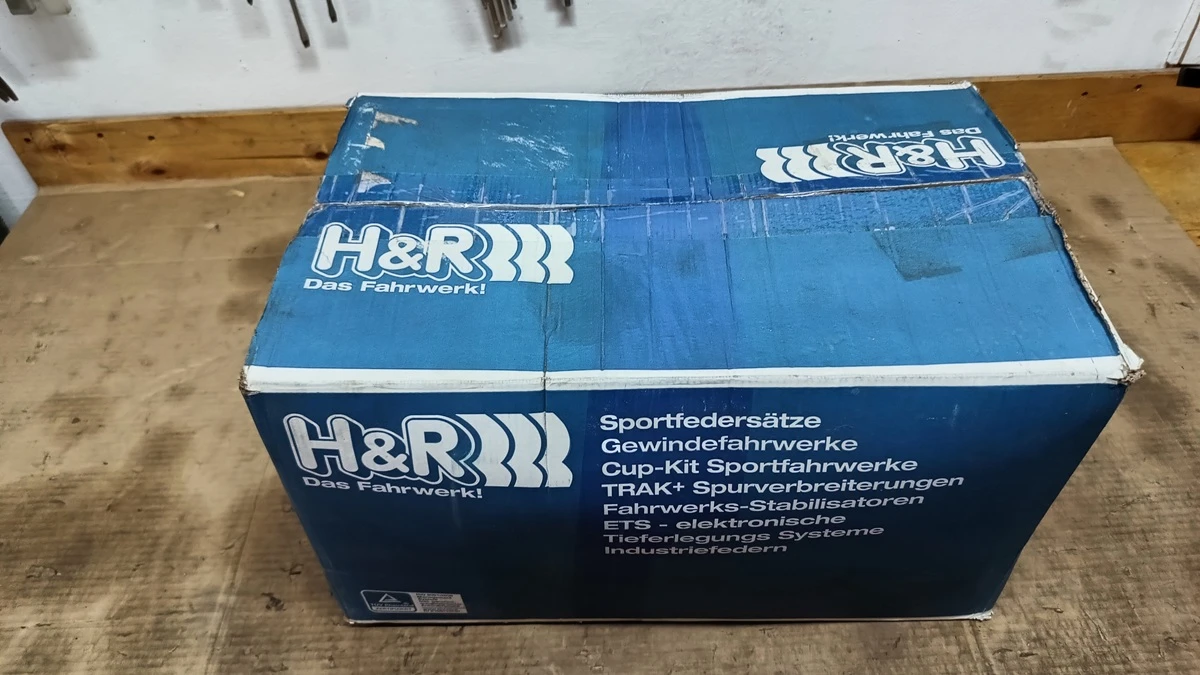 H&R
Das Fahrwerk!
H&R
Das Fahrwerk!
H&R
Das Fahrwerk!
Sportfedersätze
Gewindefahrwerke
Cup-Kit Sportfahrwerke
TRAK+ Spurverbreiterungen
Fahrwerks-Stabilisatoren
ETS - elektronische
Tieferlegungs Systeme
Industriefedern